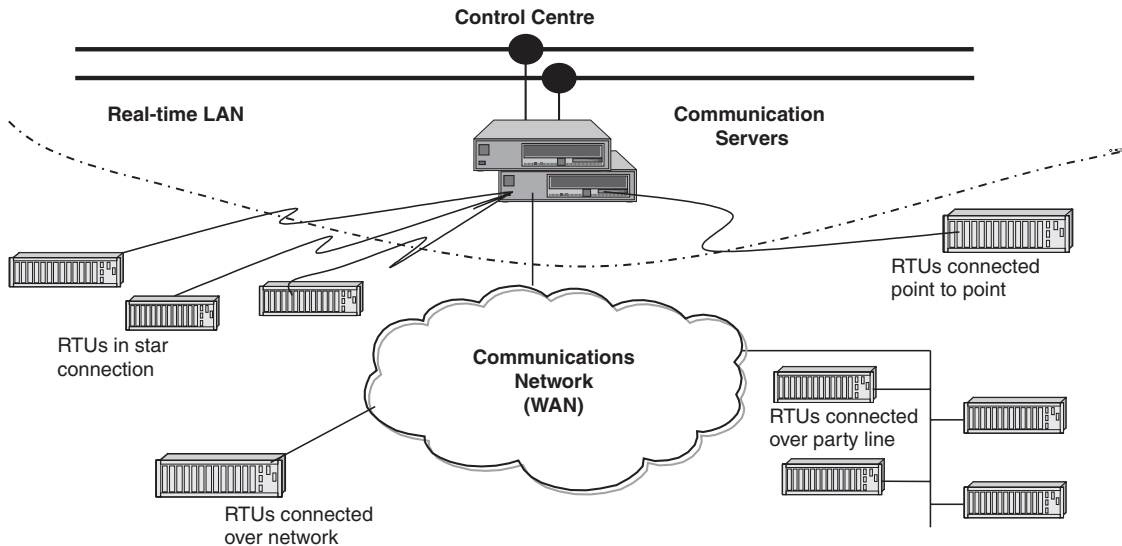 Control Centre
Real-time LAN
Communication
Servers
RTUs connected
point to point
RTUs in star
connection
Communications
Network
(WAN)
RTUs connected
over party line
RTUs connected
over network